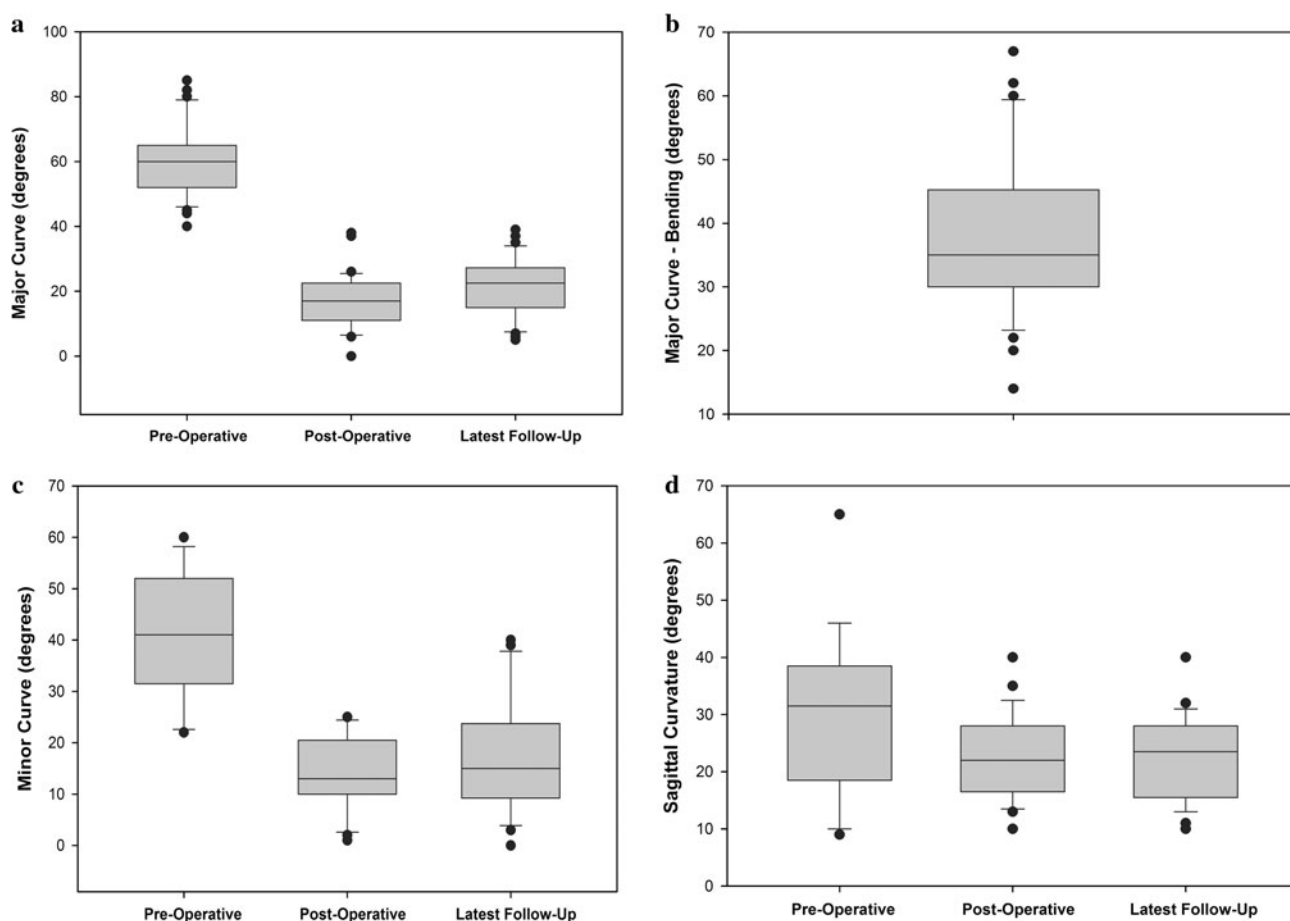 a
Major Curve (degrees)
100
80
60
40
20
0
Pre-Operative Post-Operative Latest Follow-Up
b
Major Curve - Bending (degrees)
70
60
50
40
30
20
10
c
Minor Curve (degrees)
70
60
50
40
30
20
10
0
Pre-Operative Post-Operative Latest Follow-Up
d
Sagittal Curvature (degrees)
70
60
50
40
30
20
10
0
Pre-Operative Post-Operative Latest Follow-Up